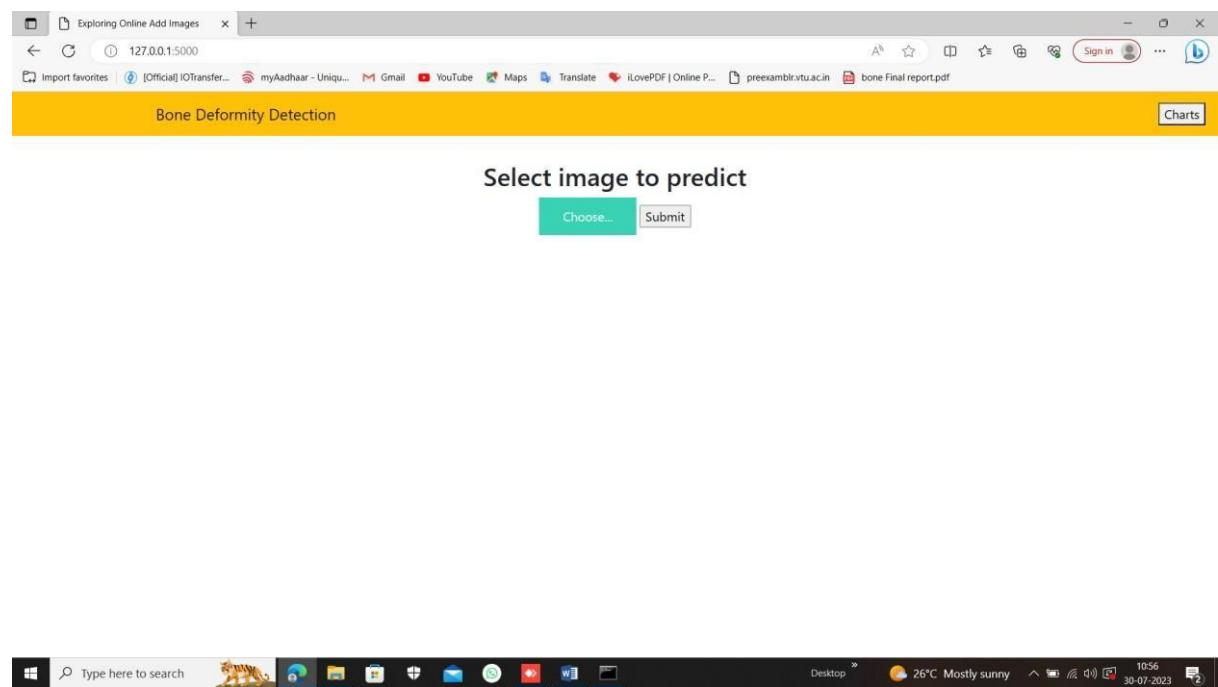 Exploring Online Add Images
127.0.0.1:5000
Sign in
Import favorites [Official] IOTransfer... myAadhaar - Uniqu... Gmail YouTube Maps Translate iLovePDF | Online P... preexamblr.vtu.ac.in bone Final report.pdf
Bone Deformity Detection Charts
Select image to predict
Choose... Submit
Type here to search Desktop 26°C Mostly sunny 10:56
30-07-2023 2